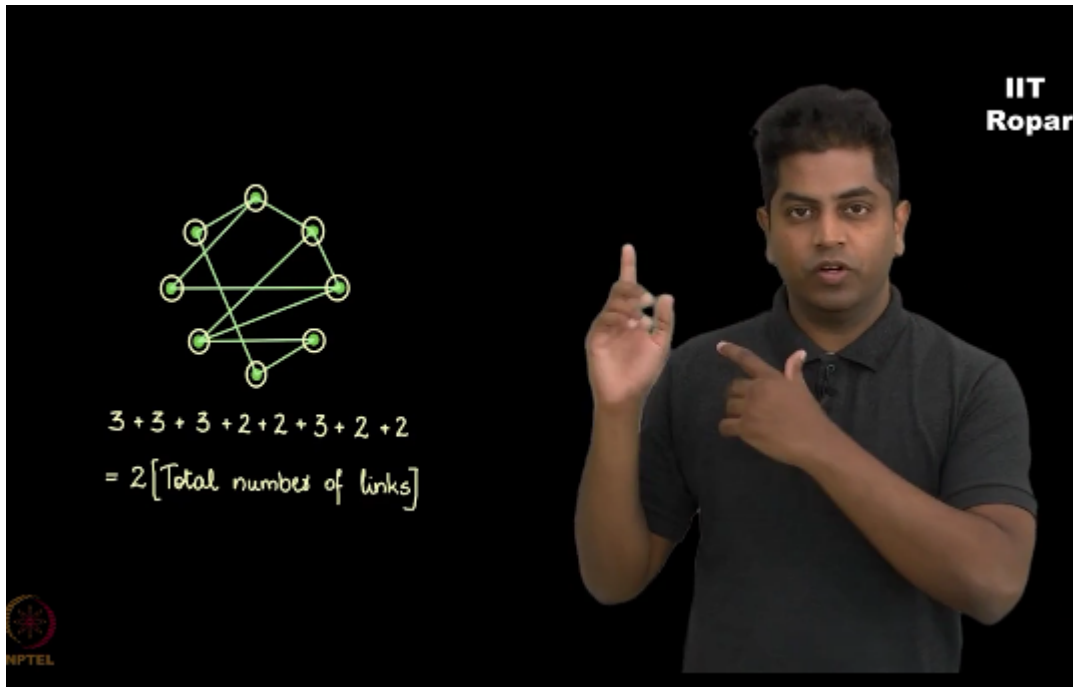 IIT
Ropar
3 + 3 + 3 + 2 + 2 + 3 + 2 + 2
= 2 [Total number of links]
NPTEL